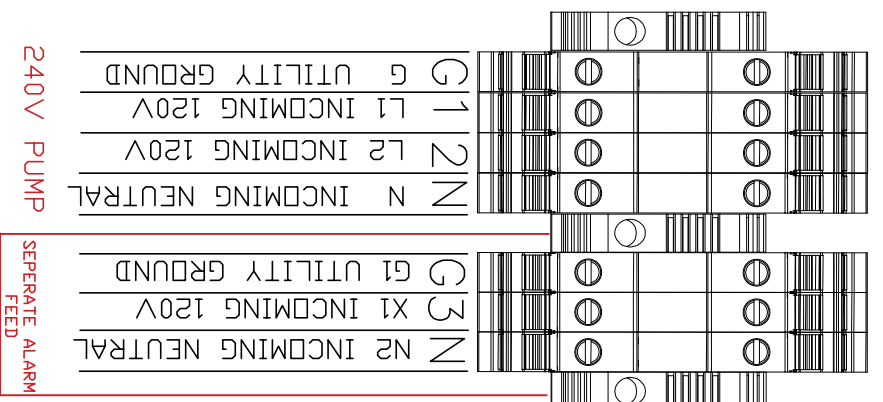 240V PUMP
G G UTILITY GROUND
1 L1 INCOMING 120V
2 L2 INCOMING 120V
N N INCOMING NEUTRAL
SEPERATE ALARM
FEED
G G1 UTILITY GROUND
3 X1 INCOMING 120V
N N2 INCOMING NEUTRAL